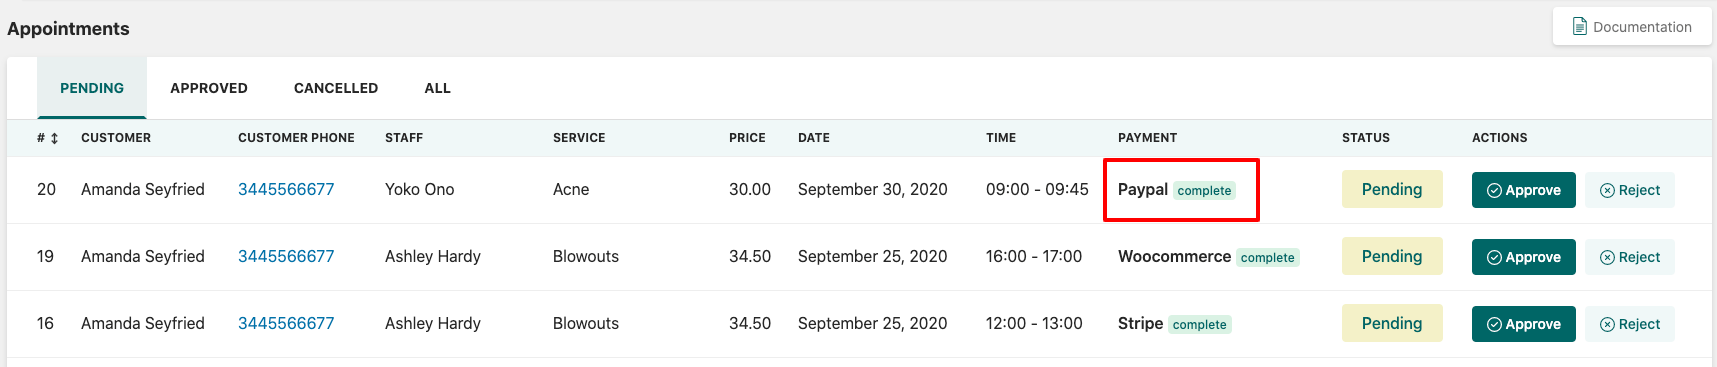 Appointments
Documentation
PENDING APPROVED CANCELLED ALL
# CUSTOMER CUSTOMER PHONE STAFF SERVICE PRICE DATE TIME PAYMENT STATUS ACTIONS
20 Amanda Seyfried 3445566677 Yoko Ono Acne 30.00 September 30, 2020 09:00 - 09:45 Paypal complete Pending Approve Reject
19 Amanda Seyfried 3445566677 Ashley Hardy Blowouts 34.50 September 25, 2020 16:00 - 17:00 Woocommerce complete Pending Approve Reject
16 Amanda Seyfried 3445566677 Ashley Hardy Blowouts 34.50 September 25, 2020 12:00 - 13:00 Stripe complete Pending Approve Reject